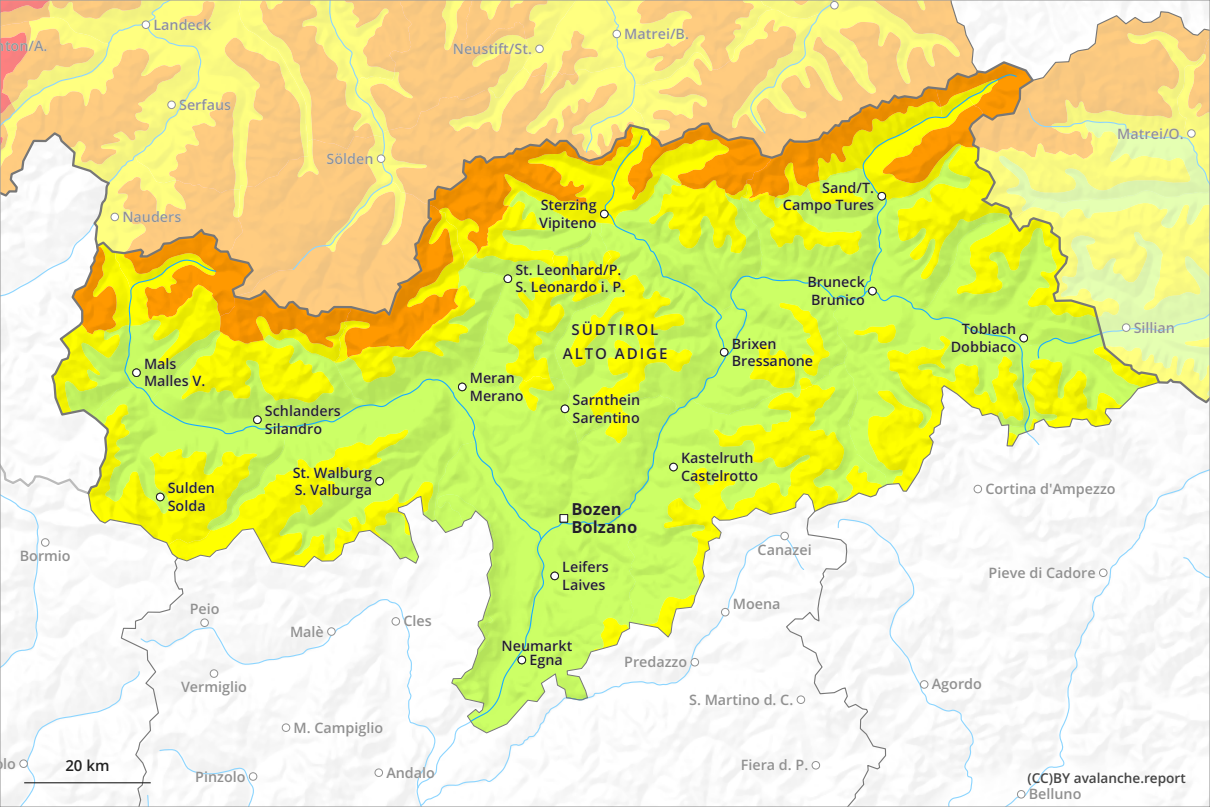 Landeck
Matrei/B.
Neustift/St.
Serfaus
Matrei/O.
Sölden
Sand/T.
Campo Tures
Sterzing
Vipiteno
Nauders
St. Leonhard/P.
S. Leonardo i. P.
Bruneck
Brunico
SÜDTIROL
ALTO ADIGE
Toblach
Dobbiaco
Sillian
Brixen
Bressanone
Mals
Malles V.
Meran
Merano
Sarnthein
Sarentino
Schlanders
Silandro
Kastelruth
Castelrotto
St. Walburg
S. Valburga
Sulden
Solda
Cortina d'Ampezzo
Bozen
Bolzano
Bormio
Canazei
Leifers
Laives
Pieve di Cadore
Peio
Moena
Cles
Malè
Neumarkt
Egna
Predazzo
Vermiglio
Agordo
S. Martino d. C.
M. Campiglio
20 km
Fiera d. P.
Pinzolo
Andalo
(CC)BY avalanche.report
Belluno